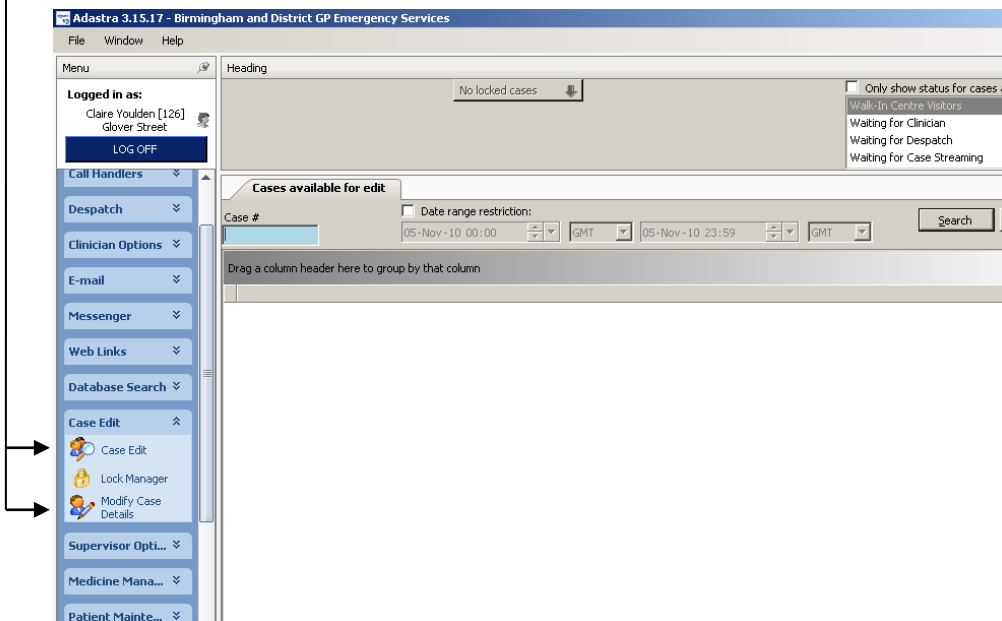 Adastra 3.15.17 - Birmingham and District GP Emergency Services
File Window Help
Menu
Heading
Logged in as:
Claire Youlden [126]
Glover Street
LOG OFF
No locked cases
Only show status for cases
Walk-In Centre Visitors
Waiting for Clinician
Waiting for Despatch
Waiting for Case Streaming
Call Handlers
Despatch
Clinician Options
E-mail
Messenger
Web Links
Database Search
Case Edit
Case Edit
Lock Manager
Modify Case
Details
Supervisor Opti...
Medicine Mana...
Patient Mainte...
Cases available for edit
Case #
Date range restriction:
05-Nov-10 00:00 GMT 05-Nov-10 23:59 GMT
Search
Drag a column header here to group by that column